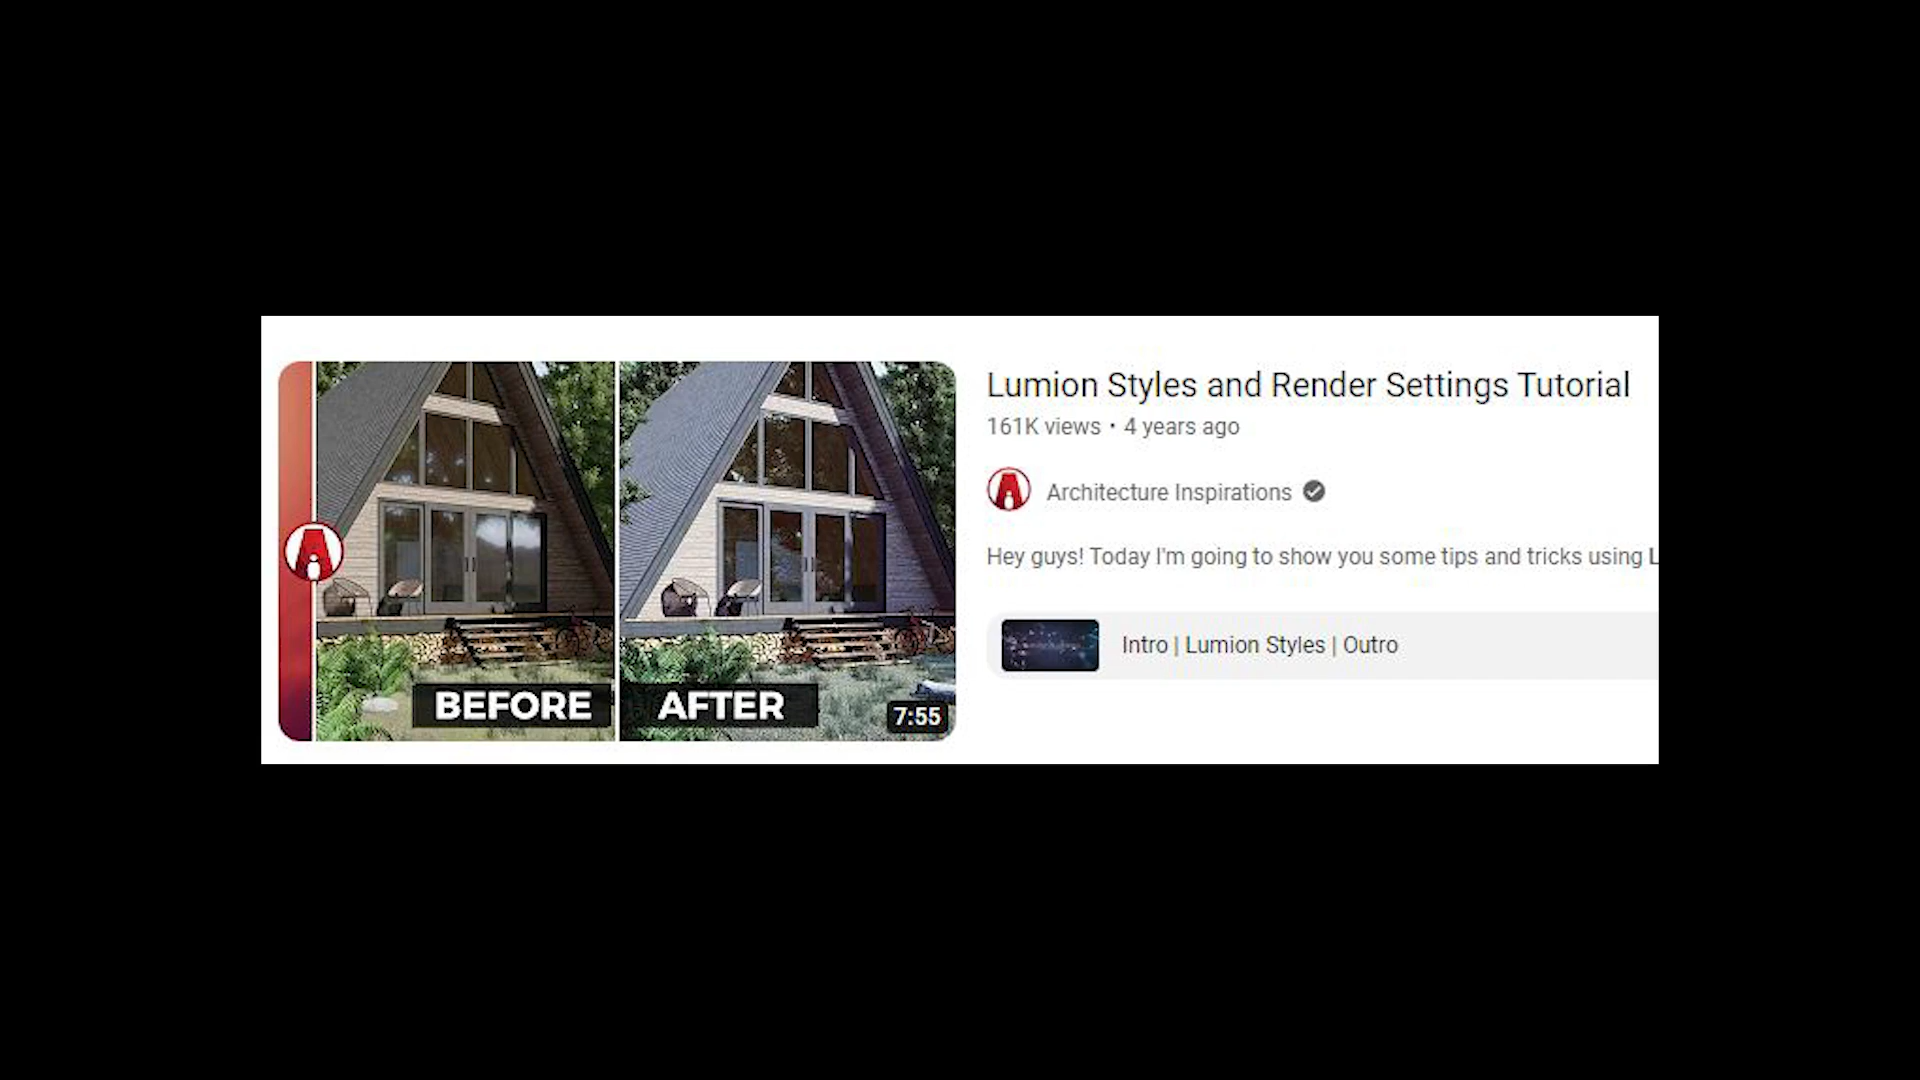 BEFORE
AFTER
7:55
Lumion Styles and Render Settings Tutorial
161K views • 4 years ago
Architecture Inspirations
Hey guys! Today I'm going to show you some tips and tricks using L
Intro | Lumion Styles | Outro